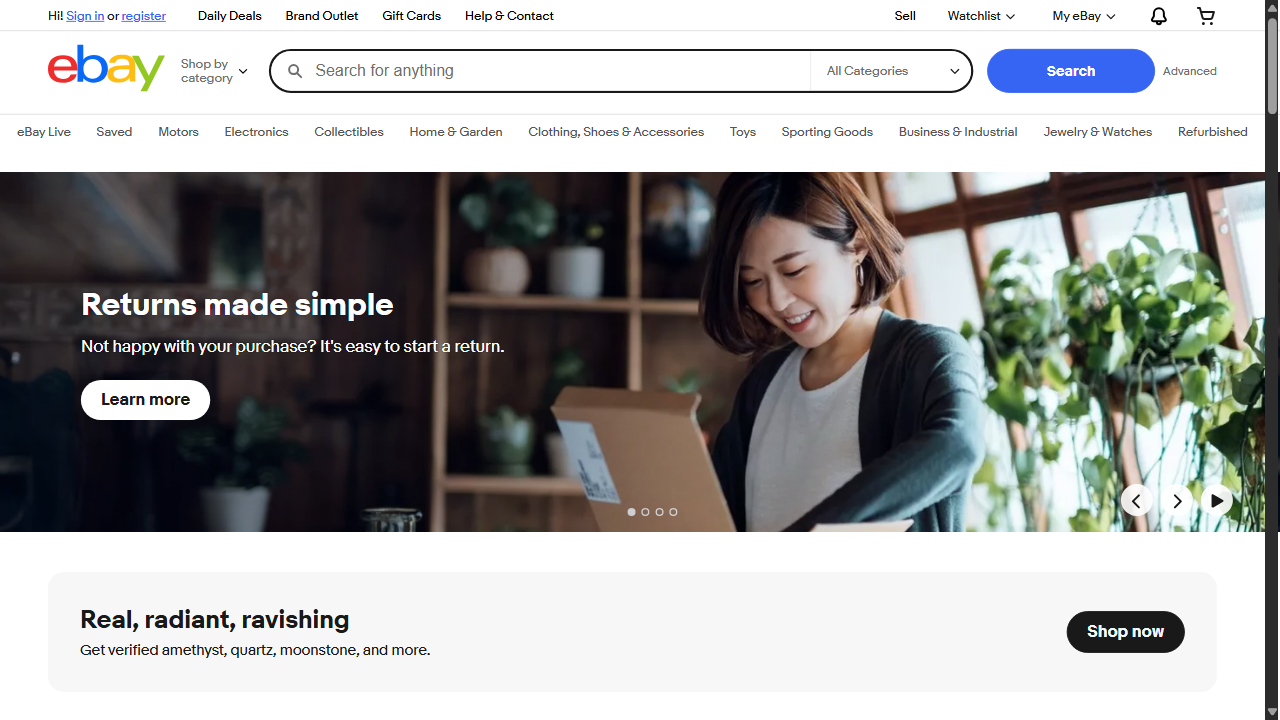 Hi! Sign in or register Daily Deals Brand Outlet Gift Cards Help & Contact Sell Watchlist My eBay
ebay Shop by category Search for anything All Categories Search Advanced
eBay Live Saved Motors Electronics Collectibles Home & Garden Clothing, Shoes & Accessories Toys Sporting Goods Business & Industrial Jewelry & Watches Refurbished
Returns made simple
Not happy with your purchase? It's easy to start a return.
Learn more
Real, radiant, ravishing
Get verified amethyst, quartz, moonstone, and more.
Shop now